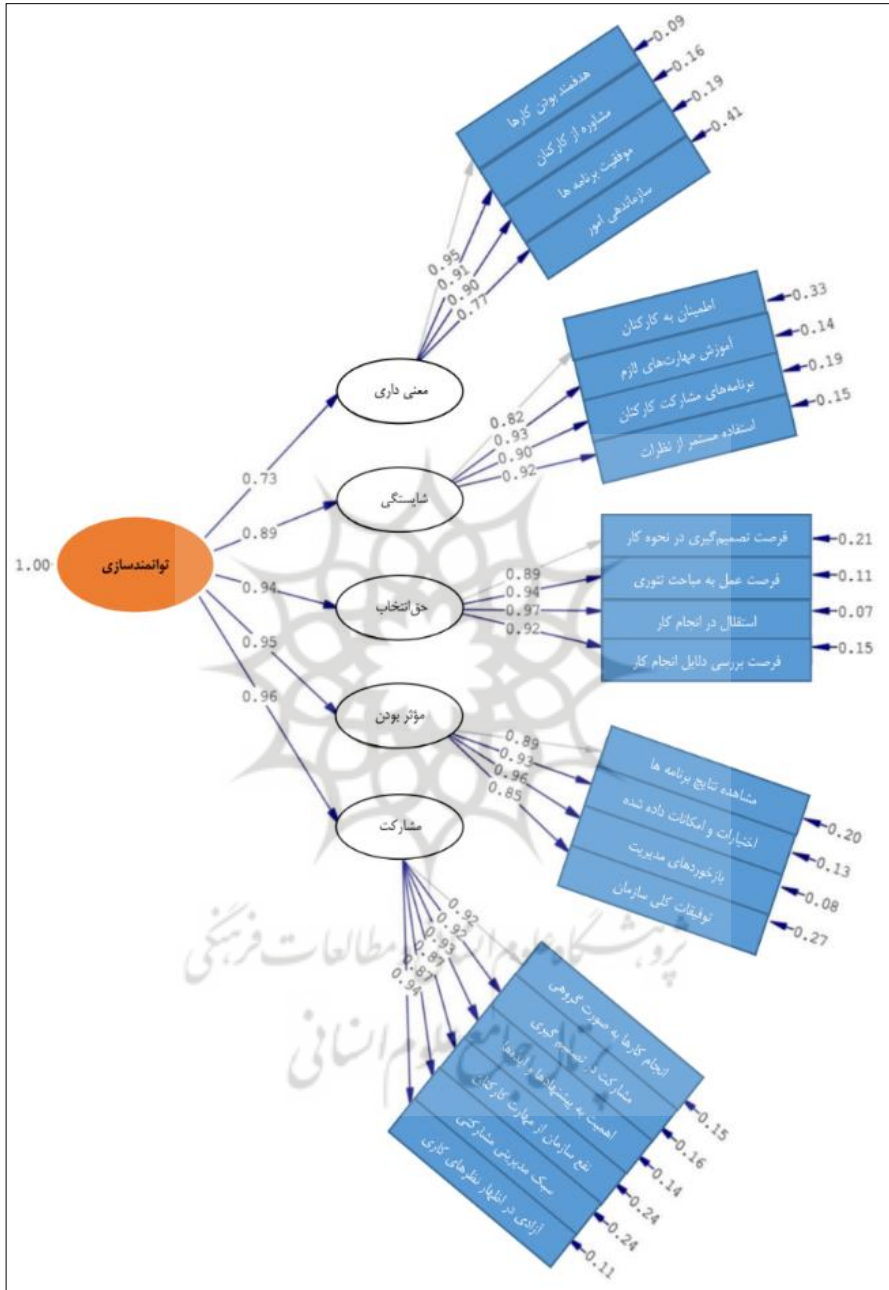 هدفمند بودن کارها
مشاوره از کارکنان
موفقیت برنامه ها
سازماندهی امور
0.09
0.16
0.19
0.41
0.95
0.91
0.90
0.77
معنی داری
اطمینان به کارکنان
آموزش مهارت‌های لازم
برنامه‌های مشارکت کارکنان
استفاده مستمر از نظرات
0.33
0.14
0.19
0.15
0.82
0.93
0.90
0.92
شایستگی
0.73
0.89
0.94
0.95
0.96
1.00
توانمندسازی
فرصت تصمیم‌گیری در نحوه کار
فرصت عمل به مباحث تئوری
استقلال در انجام کار
فرصت بررسی دلایل انجام کار
0.21
0.11
0.07
0.15
0.89
0.94
0.97
0.92
حق‌انتخاب
مؤثر بودن
0.89
0.93
0.96
0.85
مشاهده نتایج برنامه ها
اختیارات و امکانات داده شده
بازخوردهای مدیریت
توفیقات کلی سازمان
0.20
0.13
0.08
0.27
مشارکت
0.92
0.92
0.93
0.87
0.87
0.94
انجام کارها به صورت گروهی
مشارکت در تصمیم گیری
اهمیت به پیشنهادها و ایده‌ها
نفع سازمان از مهارت کارکنان
سبک مدیریتی مشارکتی
آزادی در اظهار نظرهای کاری
0.15
0.16
0.14
0.24
0.24
0.11
پژوهشگاه علوم انسانی و مطالعات فرهنگی
پرتال جامع علوم انسانی